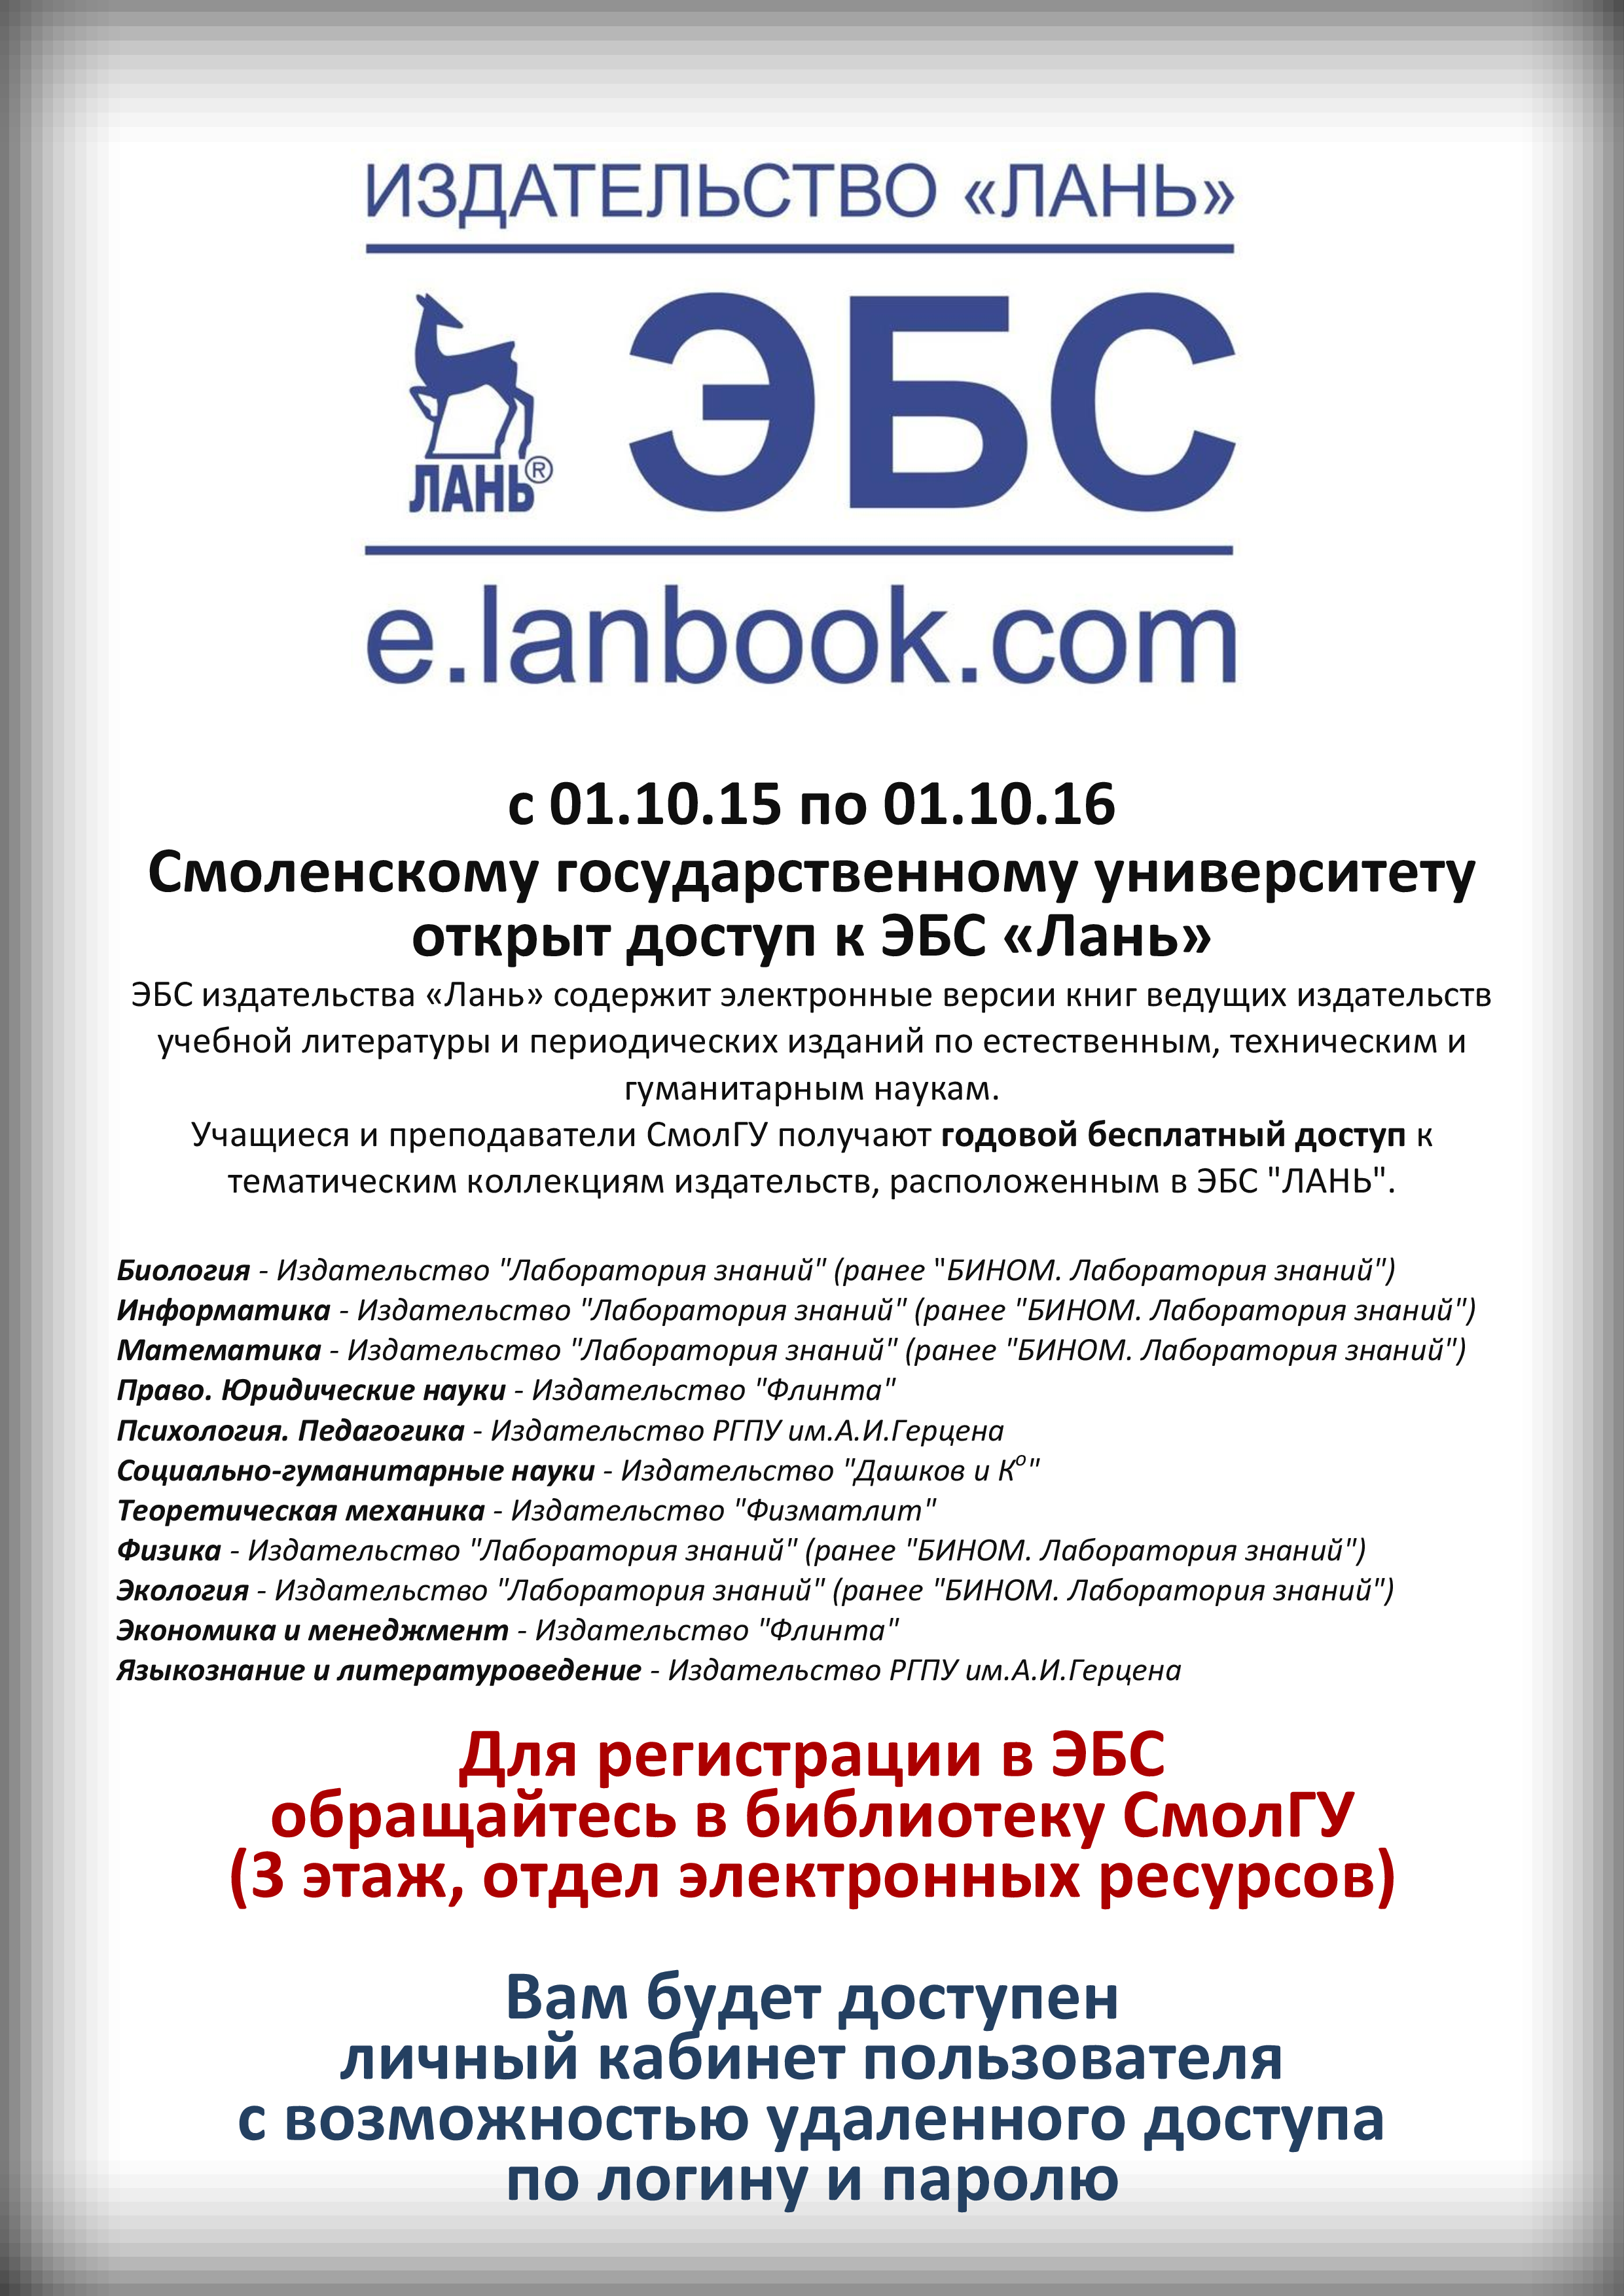 ИЗДАТЕЛЬСТВО «ЛАНЬ»
ЛАНЬ®
ЭБС
e.lanbook.com
с 01.10.15 по 01.10.16
Смоленскому государственному университету
открыт доступ к ЭБС «Лань»
ЭБС издательства «Лань» содержит электронные версии книг ведущих издательств
учебной литературы и периодических изданий по естественным, техническим и
гуманитарным наукам.
Учащиеся и преподаватели СмолГУ получают годовой бесплатный доступ к
тематическим коллекциям издательств, расположенным в ЭБС "ЛАНЬ".
Биология - Издательство "Лаборатория знаний" (ранее "БИНОМ. Лаборатория знаний")
Информатика - Издательство "Лаборатория знаний" (ранее "БИНОМ. Лаборатория знаний")
Математика - Издательство "Лаборатория знаний" (ранее "БИНОМ. Лаборатория знаний")
Право. Юридические науки - Издательство "Флинта"
Психология. Педагогика - Издательство РГПУ им.А.И.Герцена
Социально-гуманитарные науки - Издательство "Дашков и Kº"
Теоретическая механика - Издательство "Физматлит"
Физика - Издательство "Лаборатория знаний" (ранее "БИНОМ. Лаборатория знаний")
Экология - Издательство "Лаборатория знаний" (ранее "БИНОМ. Лаборатория знаний")
Экономика и менеджмент - Издательство "Флинта"
Языкознание и литературоведение - Издательство РГПУ им.А.И.Герцена
Для регистрации в ЭБС
обращайтесь в библиотеку СмолГУ
(3 этаж, отдел электронных ресурсов)
Вам будет доступен
личный кабинет пользователя
с возможностью удаленного доступа
по логину и паролю